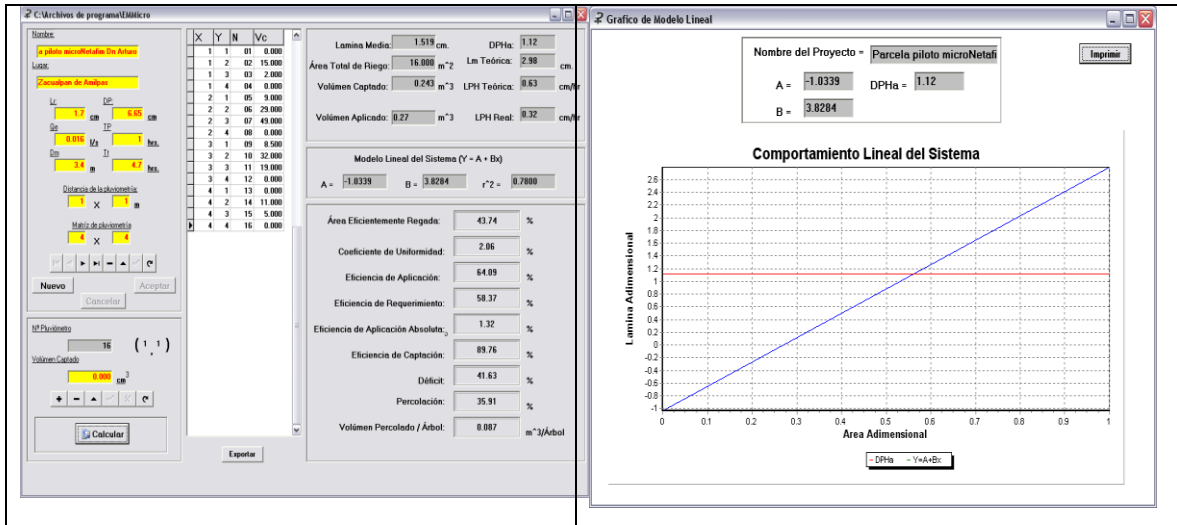 C:\Archivos de programa\EMMicro
Nombre:
a piloto microNetafim Dn Arturo
Lugar:
Zacualpan de Amilpas
Lr DP
1.7 cm 6.65 cm
Qe TP
0.016 l/s 1 hrs.
Dm Tt
3.4 m 4.7 hrs.
Distancia de la pluviometría:
1 X 1 m
Matríz de pluviometría
4 X 4
Nuevo Aceptar
Cancelar
Nº Pluviómetro
16 ( 1 , 1 )
Volúmen Captado
0.000 cm3
Calcular
X Y N Vc
1 1 01 0.000
1 2 02 15.000
1 3 03 2.000
1 4 04 0.000
2 1 05 9.000
2 2 06 29.000
2 3 07 49.000
2 4 08 0.000
3 1 09 8.500
3 2 10 32.000
3 3 11 19.000
3 4 12 0.000
4 1 13 0.000
4 2 14 11.000
4 3 15 5.000
4 4 16 0.000
Exportar
Lamina Media: 1.519 cm. DPHa: 1.12
Área Total de Riego: 16.000 m^2 Lm Teórica: 2.98 cm.
Volúmen Captado: 0.243 m^3 LPH Teórica: 0.63 cm/hr
Volúmen Aplicado: 0.27 m^3 LPH Real: 0.32 cm/hr
Modelo Lineal del Sistema (Y = A + Bx)
A = -1.0339 B = 3.8284 r^2 = 0.7800
Área Eficientemente Regada: 43.74 %
Coeficiente de Uniformidad: 2.06 %
Eficiencia de Aplicación: 64.09 %
Eficiencia de Requerimiento: 58.37 %
Eficiencia de Aplicación Absoluta: 1.32 %
Eficiencia de Captación: 89.76 %
Déficit: 41.63 %
Percolación: 35.91 %
Volúmen Percolado / Árbol: 0.087 m^3/Árbol
Grafico de Modelo Lineal
Nombre del Proyecto = Parcela piloto microNetafi
A = -1.0339 DPHa = 1.12
B = 3.8284
Imprimir
Comportamiento Lineal del Sistema
Lamina Adimensional
2.6
2.4
2.2
2
1.8
1.6
1.4
1.2
1
0.8
0.6
0.4
0.2
0
-0.2
-0.4
-0.6
-0.8
-1
0 0.1 0.2 0.3 0.4 0.5 0.6 0.7 0.8 0.9 1
Area Adimensional
DPHa Y=A+Bx